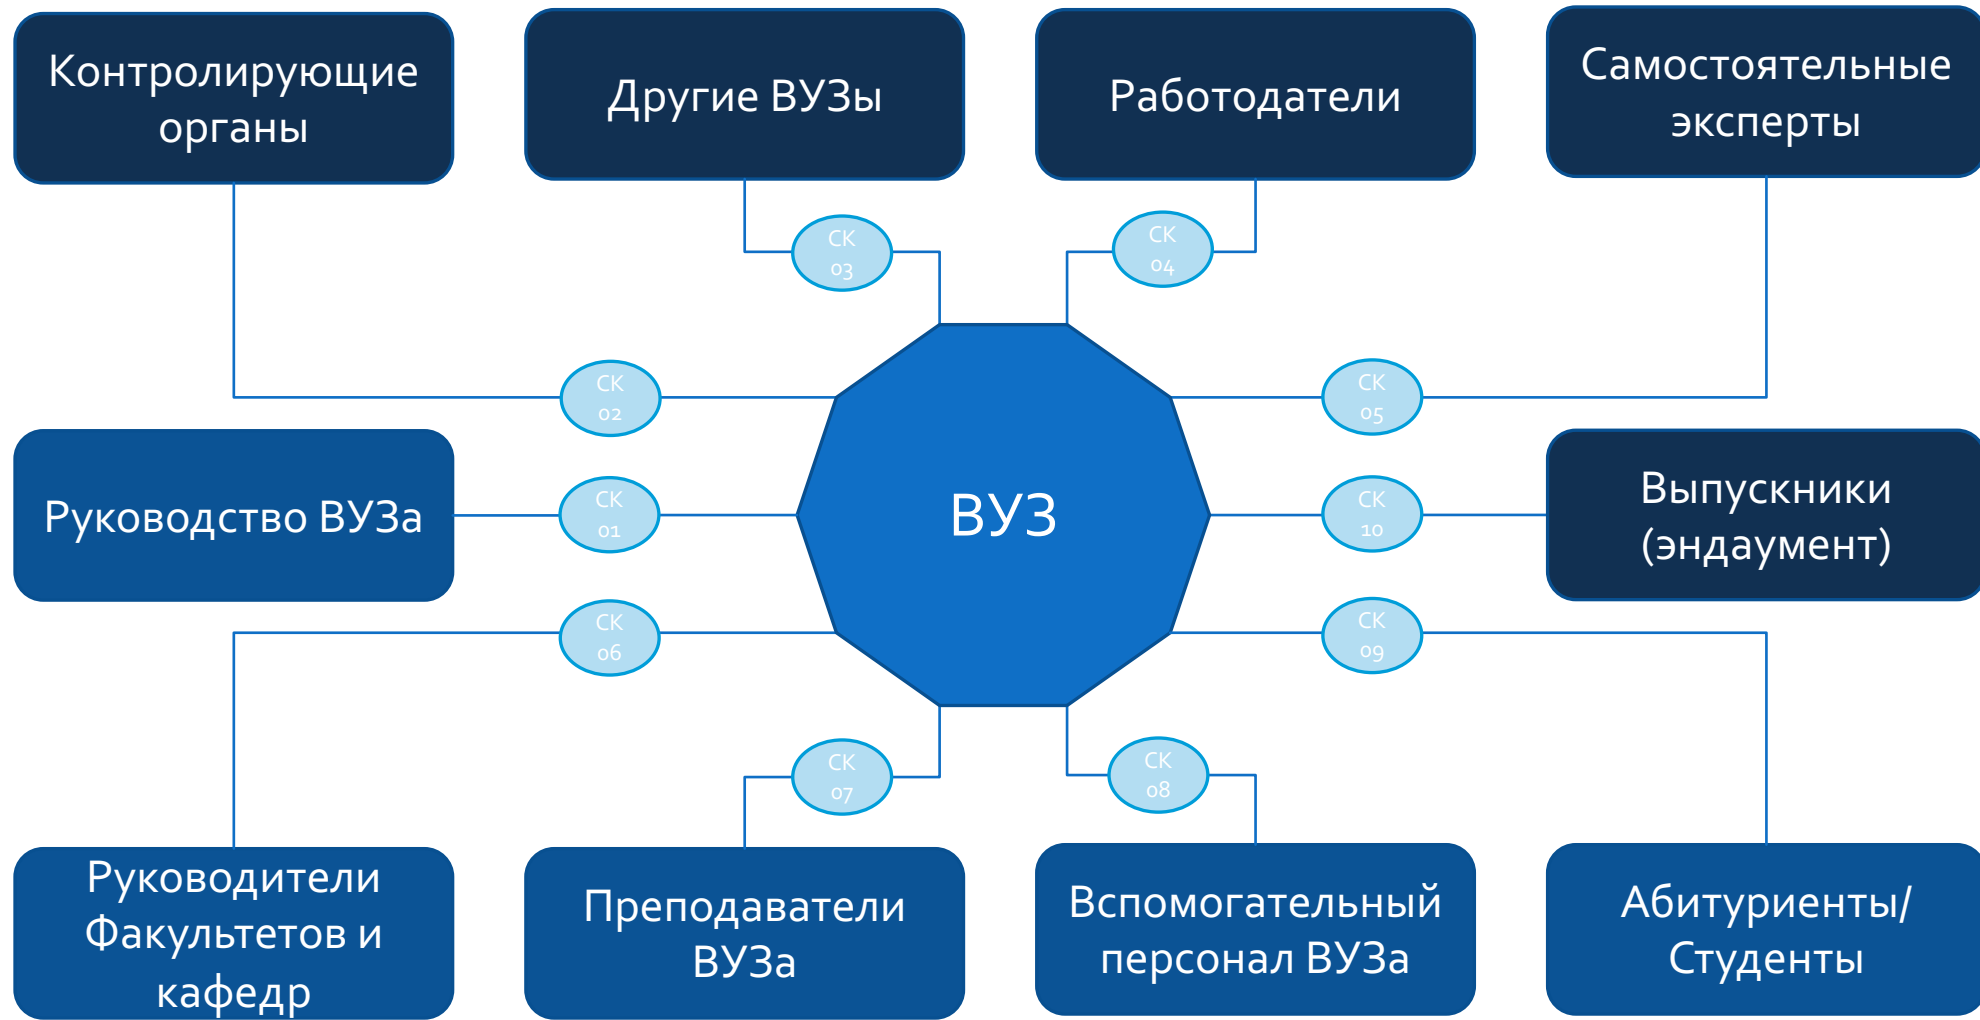 Контролирующие
органы
Другие ВУЗы
Работодатели
Самостоятельные
эксперты
СК
03
СК
04
СК
02
СК
05
Руководство ВУЗа
СК
01
ВУЗ
СК
10
Выпускники
(эндаумент)
СК
06
СК
09
СК
07
СК
08
Руководители
Факультетов и
кафедр
Преподаватели
ВУЗа
Вспомогательный
персонал ВУЗа
Абитуриенты/
Студенты